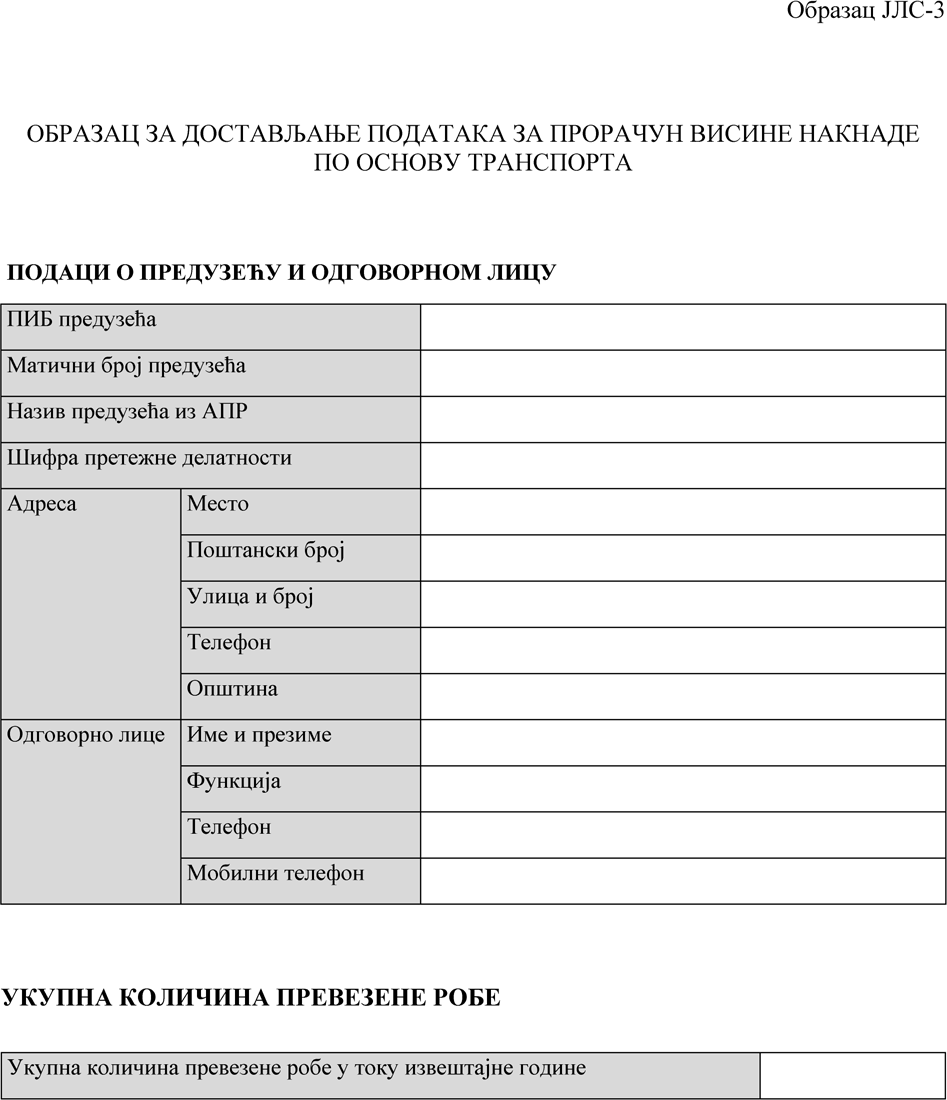 Образац ЈЛС-3
ОБРАЗАЦ ЗА ДОСТАВЉАЊЕ ПОДАТАКА ЗА ПРОРАЧУН ВИСИНЕ НАКНАДЕ
ПО ОСНОВУ ТРАНСПОРТА
ПОДАЦИ О ПРЕДУЗЕЋУ И ОДГОВОРНОМ ЛИЦУ
ПИБ предузећа
Матични број предузећа
Назив предузећа из АПР
Шифра претежне делатности
Адреса Место
Поштански број
Улица и број
Телефон
Општина
Одговорно лице Име и презиме
Функција
Телефон
Мобилни телефон
УКУПНА КОЛИЧИНА ПРЕВЕЗЕНЕ РОБЕ
Укупна количина превезене робе у току извештајне године